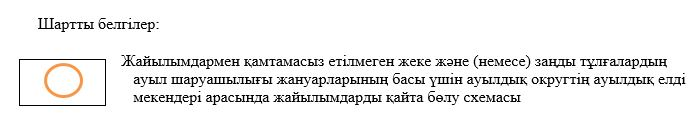 Шартты белгілер:
Жайылымдармен қамтамасыз етілмеген жеке және (немесе) заңды тұлғалардың
ауыл шаруашылығы жануарларының басы үшін ауылдық округтің ауылдық елді
мекендері арасында жайылымдарды қайта бөлу схемасы